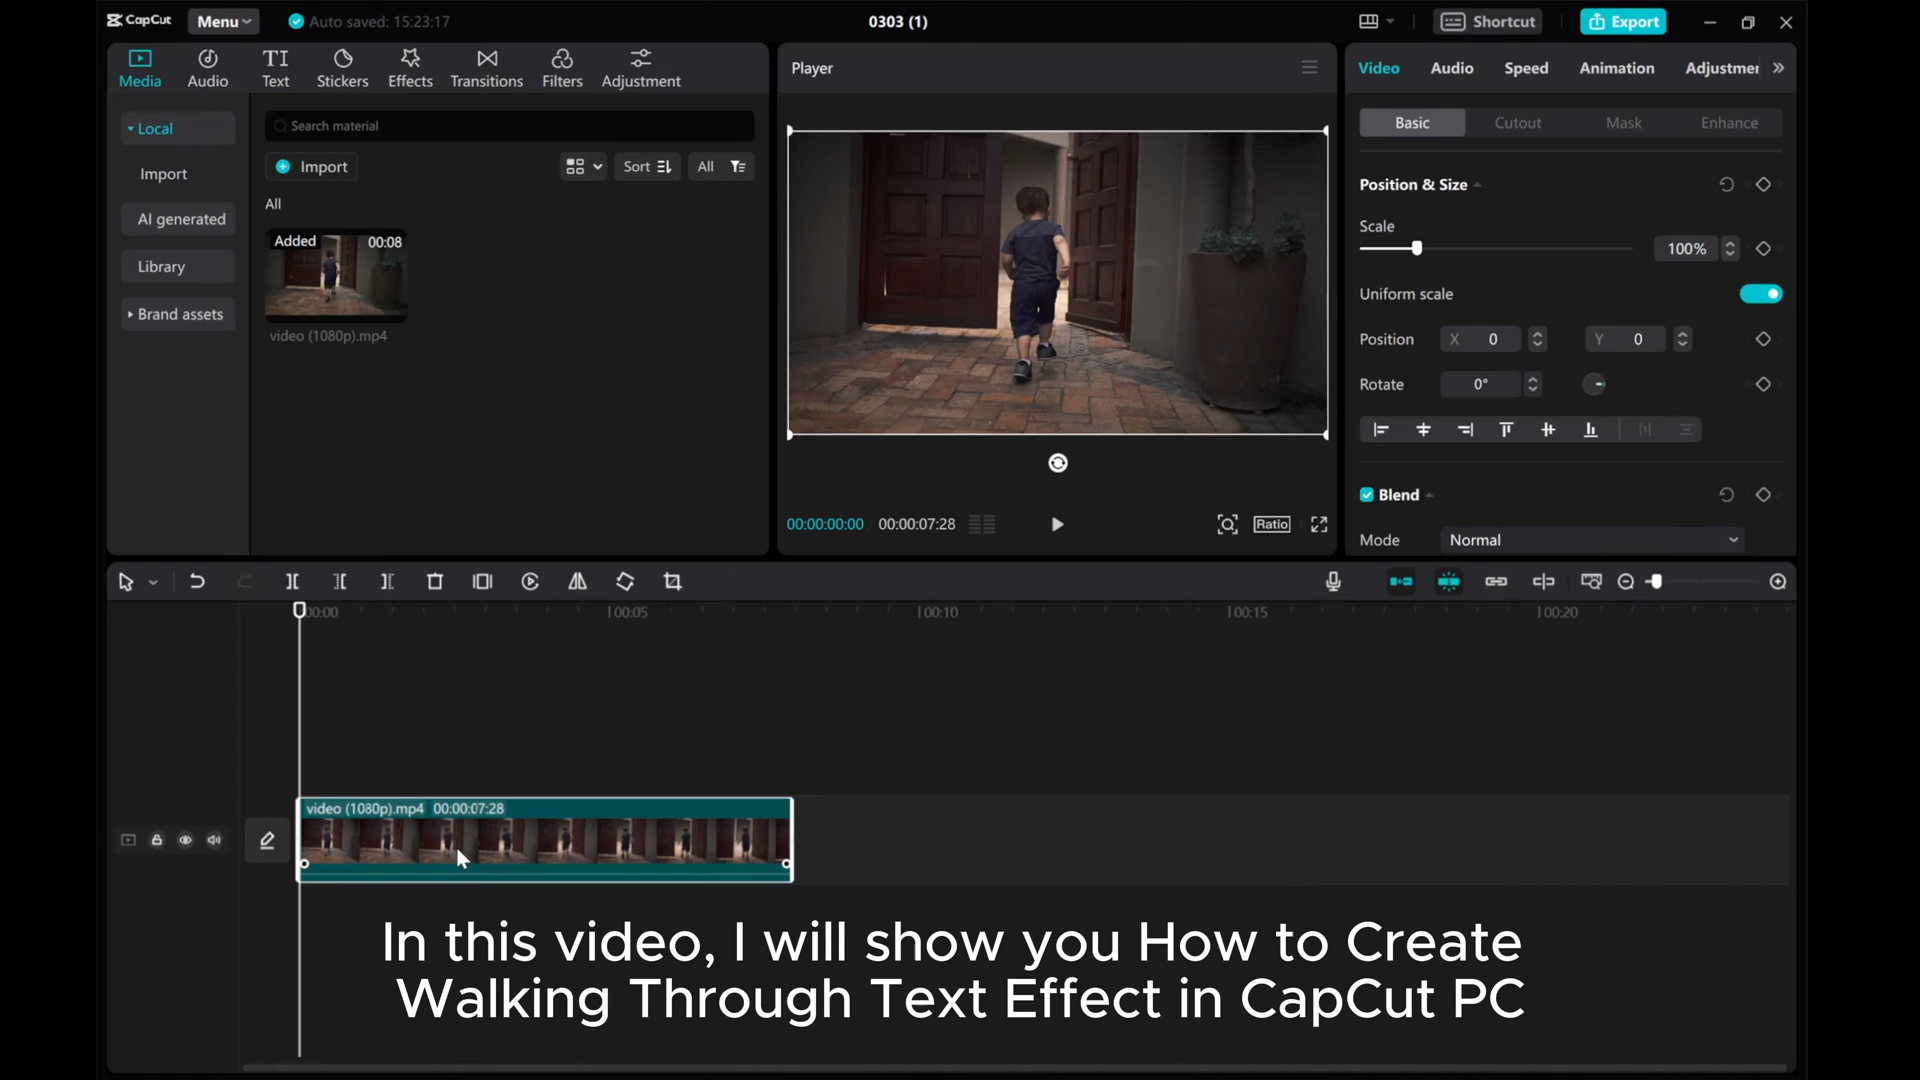 CapCut
Menu
Auto saved: 15:23:17
0303 (1)
Shortcut
Export
Media
Audio
Text
Stickers
Effects
Transitions
Filters
Adjustment
Local
Import
AI generated
Library
Brand assets
Search material
Import
Sort
All
All
Added
00:08
video (1080p).mp4
Player
00:00:00:00
00:00:07:28
Ratio
Video
Audio
Speed
Animation
Adjustmer
Basic
Cutout
Mask
Enhance
Position & Size
Scale
100%
Uniform scale
Position
X 0
Y 0
Rotate
0°
Blend
Mode
Normal
00:00
00:05
00:10
00:15
00:20
video (1080p).mp4 00:00:07:28
In this video, I will show you How to Create
Walking Through Text Effect in CapCut PC